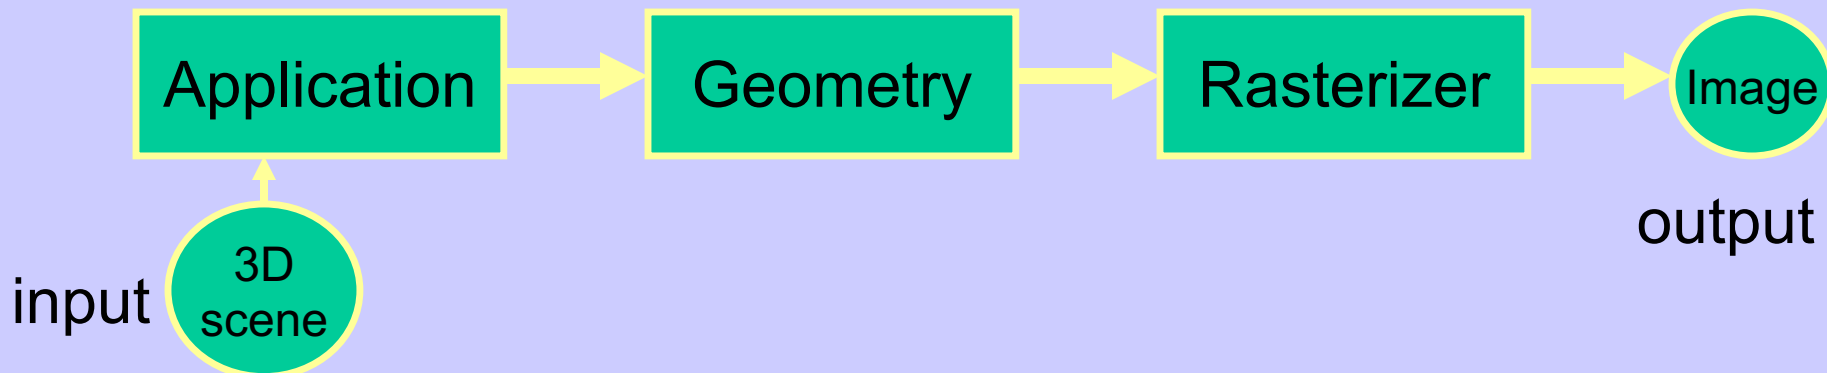 Application
Geometry
Rasterizer
Image
output
input
3D
scene